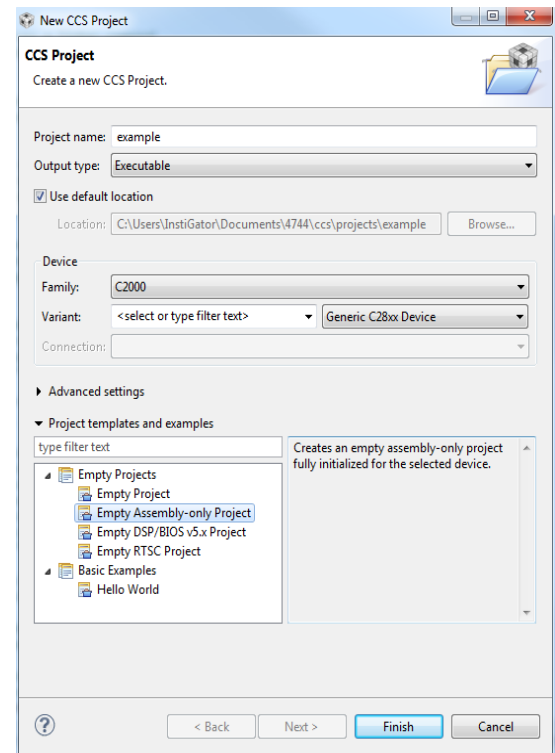 New CCS Project
CCS Project
Create a new CCS Project.
Project name: example
Output type: Executable
Use default location
Location: C:\Users\InstiGator\Documents\4744\ccs\projects\example Browse...
Device
Family: C2000
Variant: <select or type filter text> Generic C28xx Device
Connection:
Advanced settings
Project templates and examples
type filter text
Empty Projects
Empty Project
Empty Assembly-only Project
Empty DSP/BIOS v5.x Project
Empty RTSC Project
Basic Examples
Hello World
Creates an empty assembly-only project
fully initialized for the selected device.
? < Back Next > Finish Cancel